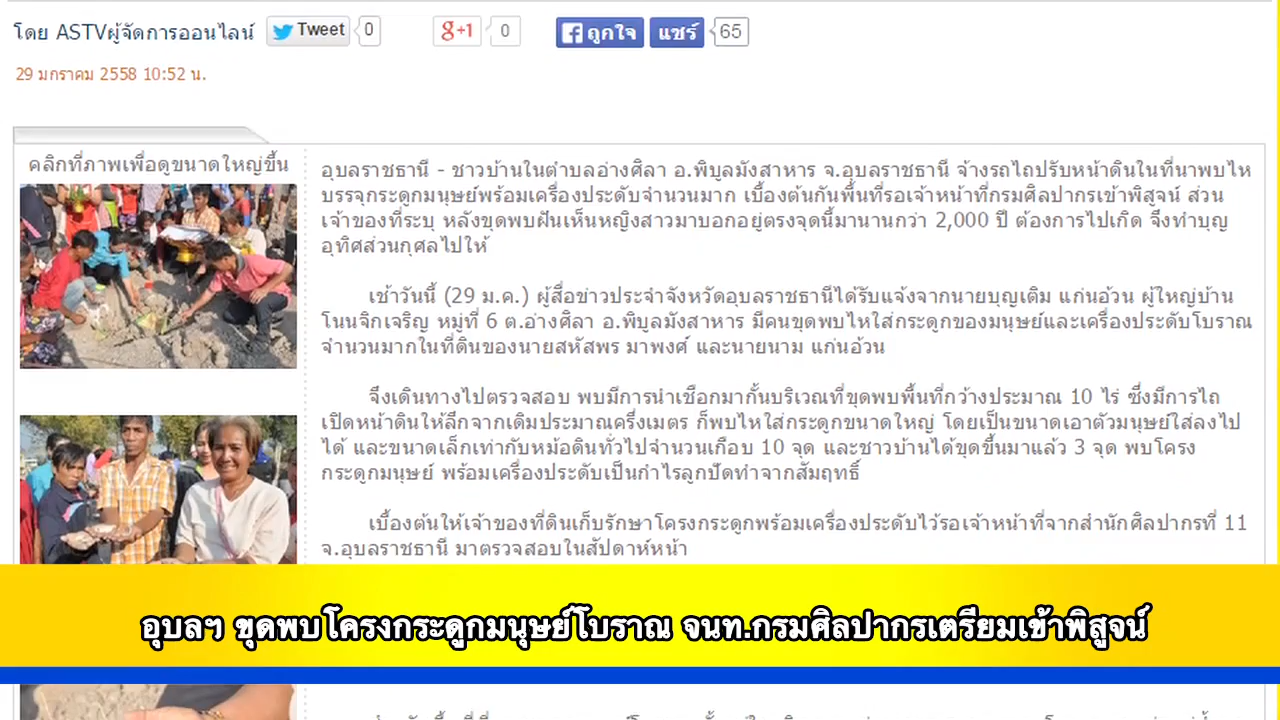 โดย ASTVผู้จัดการออนไลน์
Tweet
0
g+1
0
ถูกใจ
แชร์
65
29 มกราคม 2558 10:52 น.
คลิกที่ภาพเพื่อดูขนาดใหญ่ขึ้น
อุบลราชธานี - ชาวบ้านในตำบลอ่างศิลา อ.พิบูลมังสาหาร จ.อุบลราชธานี จ้างรถไถปรับหน้าดินในที่นาพบไห
บรรจุกระดูกมนุษย์พร้อมเครื่องประดับจำนวนมาก เบื้องต้นกันพื้นที่รอเจ้าหน้าที่กรมศิลปากรเข้าพิสูจน์ ส่วน
เจ้าของที่ระบุ หลังขุดพบฝันเห็นหญิงสาวมาบอกอยู่ตรงจุดนี้มานานกว่า 2,000 ปี ต้องการไปเกิด จึงทำบุญ
อุทิศส่วนกุศลไปให้
เช้าวันนี้ (29 ม.ค.) ผู้สื่อข่าวประจำจังหวัดอุบลราชธานีได้รับแจ้งจากนายบุญเติม แก่นอ้วน ผู้ใหญ่บ้าน
โนนจิกเจริญ หมู่ที่ 6 ต.อ่างศิลา อ.พิบูลมังสาหาร มีคนขุดพบไหใส่กระดูกของมนุษย์และเครื่องประดับโบราณ
จำนวนมากในที่ดินของนายสหัสพร มาพงศ์ และนายนาม แก่นอ้วน
จึงเดินทางไปตรวจสอบ พบมีการนำเชือกมากั้นบริเวณที่ขุดพบพื้นที่กว้างประมาณ 10 ไร่ ซึ่งมีการไถ
เปิดหน้าดินให้ลึกจากเดิมประมาณครึ่งเมตร ก็พบไหใส่กระดูกขนาดใหญ่ โดยเป็นขนาดเอาตัวมนุษย์ใส่ลงไป
ได้ และขนาดเล็กเท่ากับหม้อดินทั่วไปจำนวนเกือบ 10 จุด และชาวบ้านได้ขุดขึ้นมาแล้ว 3 จุด พบโครง
กระดูกมนุษย์ พร้อมเครื่องประดับเป็นกำไรลูกปัดทำจากสัมฤทธิ์
เบื้องต้นให้เจ้าของที่ดินเก็บรักษาโครงกระดูกพร้อมเครื่องประดับไว้รอเจ้าหน้าที่จากสำนักศิลปากรที่ 11
จ.อุบลราชธานี มาตรวจสอบในสัปดาห์หน้า
อุบลฯ ขุดพบโครงกระดูกมนุษย์โบราณ จนท.กรมศิลปากรเตรียมเข้าพิสูจน์